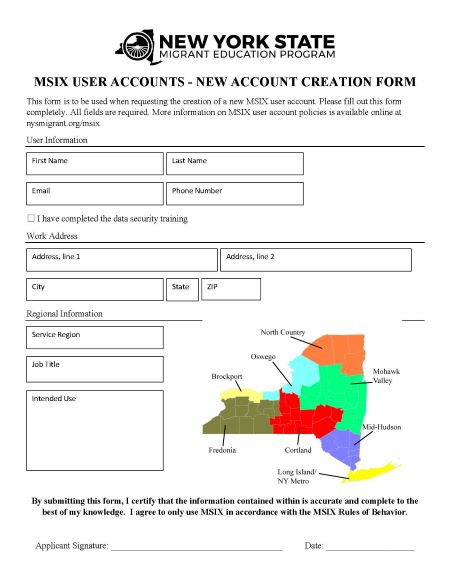 NEW YORK STATE
MIGRANT EDUCATION PROGRAM
MSIX USER ACCOUNTS - NEW ACCOUNT CREATION FORM
This form is to be used when requesting the creation of a new MSIX user account. Please fill out this form
completely. All fields are required. More information on MSIX user account policies is available online at
nysmigrant.org/msix
User Information
First Name
Last Name
Email
Phone Number
☐ I have completed the data security training
Work Address
Address, line 1
Address, line 2
City
State
ZIP
Regional Information
Service Region
Job Title
Intended Use
North Country
Oswego
Brockport
Mohawk
Valley
Mid-Hudson
Fredonia
Cortland
Long Island/
NY Metro
By submitting this form, I certify that the information contained within is accurate and complete to the
best of my knowledge. I agree to only use MSIX in accordance with the MSIX Rules of Behavior.
Applicant Signature: ______________________ Date: ______________